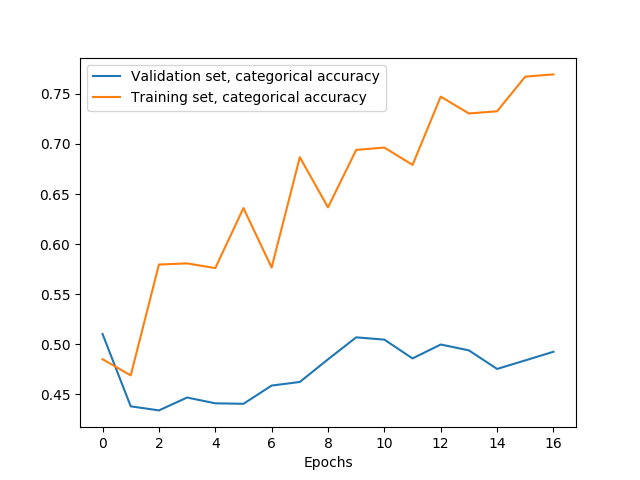 Validation set, categorical accuracy
Training set, categorical accuracy
0.75
0.70
0.65
0.60
0.55
0.50
0.45
0 2 4 6 8 10 12 14 16
Epochs